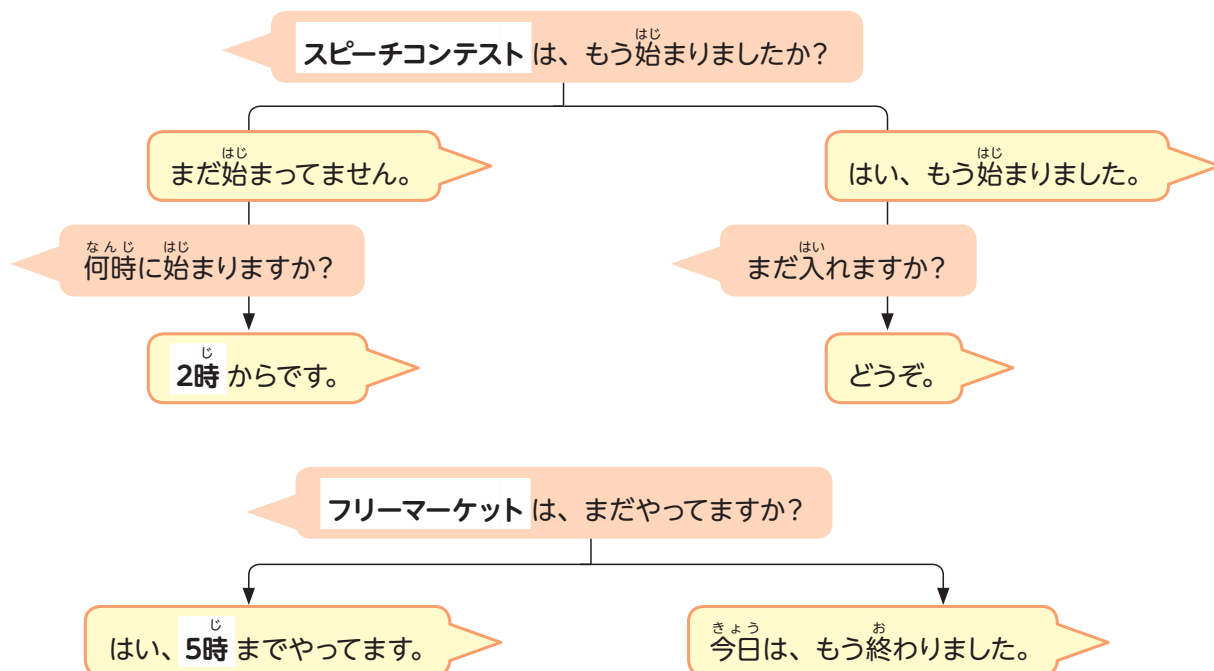 スピーチコンテスト は、もう始まりましたか?
はじ
まだ始まってません。
はじ
はい、もう始まりました。
はじ
何時に始まりますか?
なんじ はじ
まだ入れますか?
はい
2時 からです。
じ
どうぞ。
フリーマーケット は、まだやってますか?
はい、5時 までやってます。
じ
今日は、もう終わりました。
きょう お